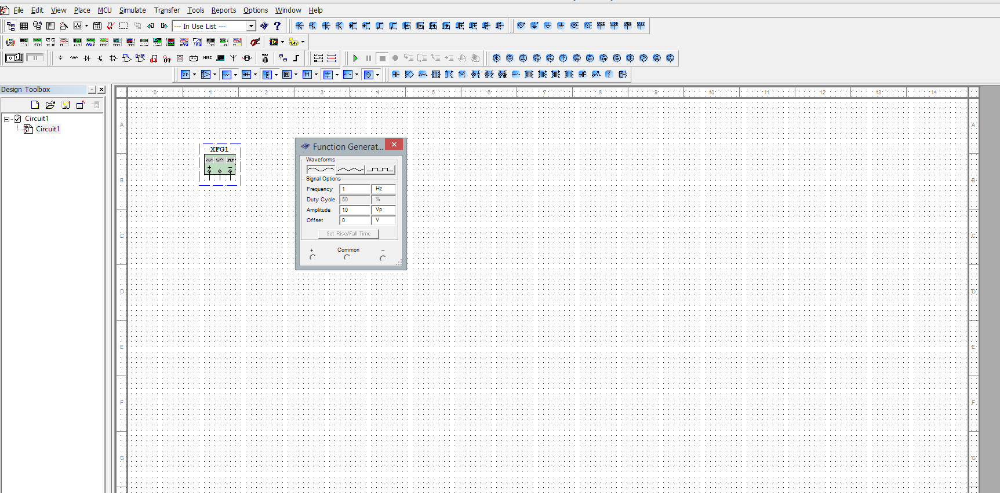 File Edit View Place MCU Simulate Transfer Tools Reports Options Window Help
--- In Use List ---
Design Toolbox
Circuit1
Circuit1
0 1 2 3 4 5 6 7 8 9 10 11 12 13 14
A A
B B
C C
D D
E E
F F
G G
XFG1
+ –
Function Generat...
Waveforms
Signal Options
Frequency 1 Hz
Duty Cycle 50 %
Amplitude 10 Vp
Offset 0 V
Set Rise/Fall Time
+ Common –